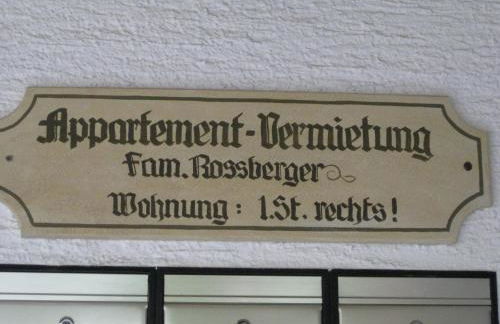 Appartement-Vermietung
Fam. Rossberger
Wohnung: 1.St. rechts!